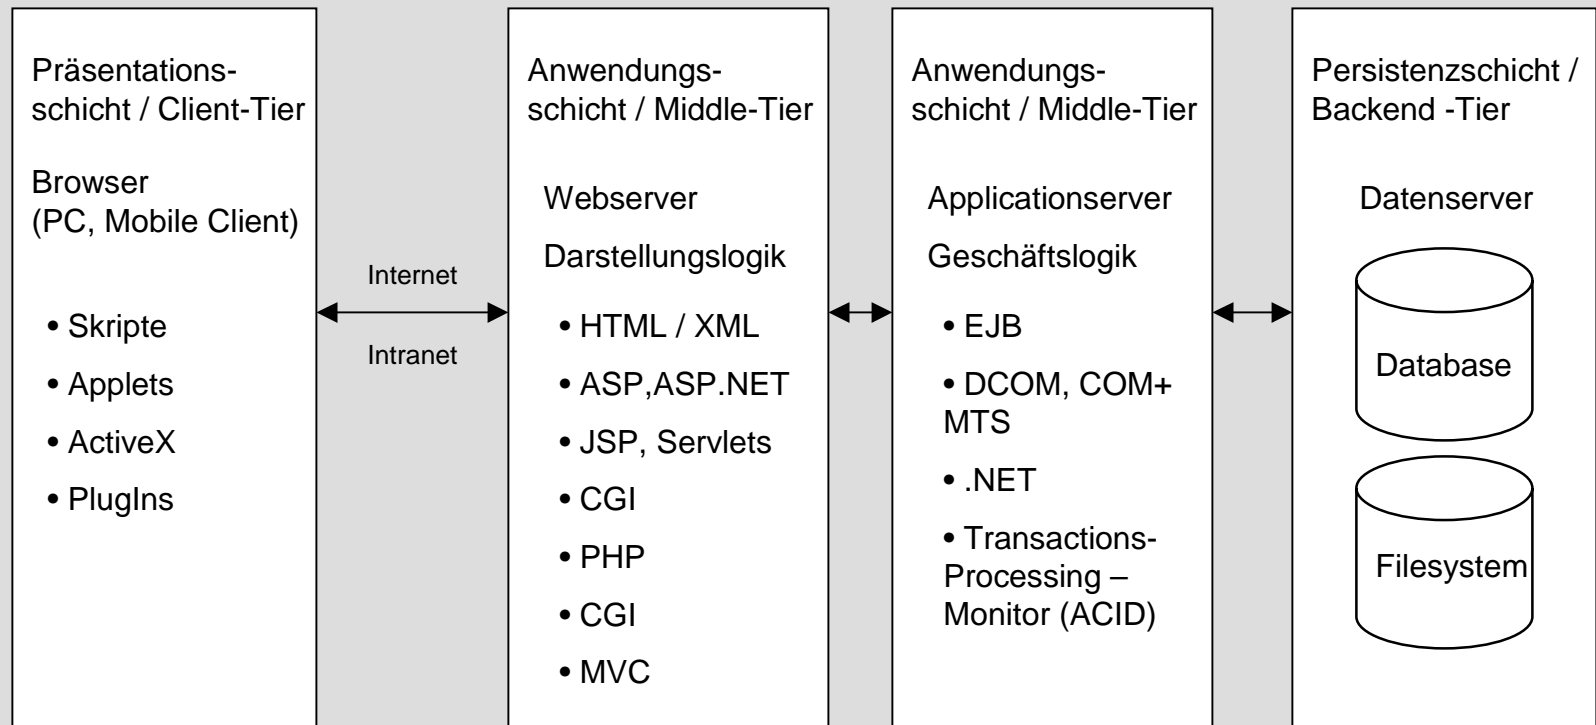 Präsentations-
schicht / Client-Tier
Browser
(PC, Mobile Client)
• Skripte
• Applets
• ActiveX
• PlugIns
Internet
Intranet
Anwendungs-
schicht / Middle-Tier
Webserver
Darstellungslogik
• HTML / XML
• ASP,ASP.NET
• JSP, Servlets
• CGI
• PHP
• CGI
• MVC
Anwendungs-
schicht / Middle-Tier
Applicationserver
Geschäftslogik
• EJB
• DCOM, COM+
MTS
• .NET
• Transactions-
Processing –
Monitor (ACID)
Persistenzschicht /
Backend -Tier
Datenserver
Database
Filesystem